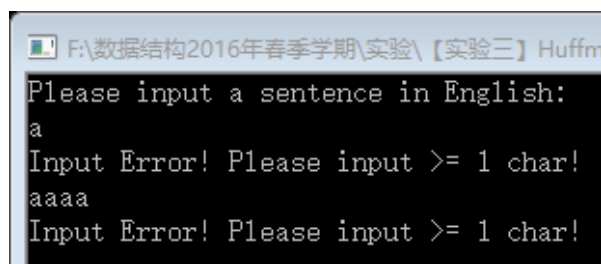 F:\数据结构2016年春季学期\实验\【实验三】Huffm
Please input a sentence in English:
a
Input Error! Please input >= 1 char!
aaaa
Input Error! Please input >= 1 char!